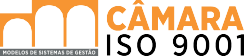 CÂMARA
ISO 9001
MODELOS DE SISTEMAS DE GESTÃO